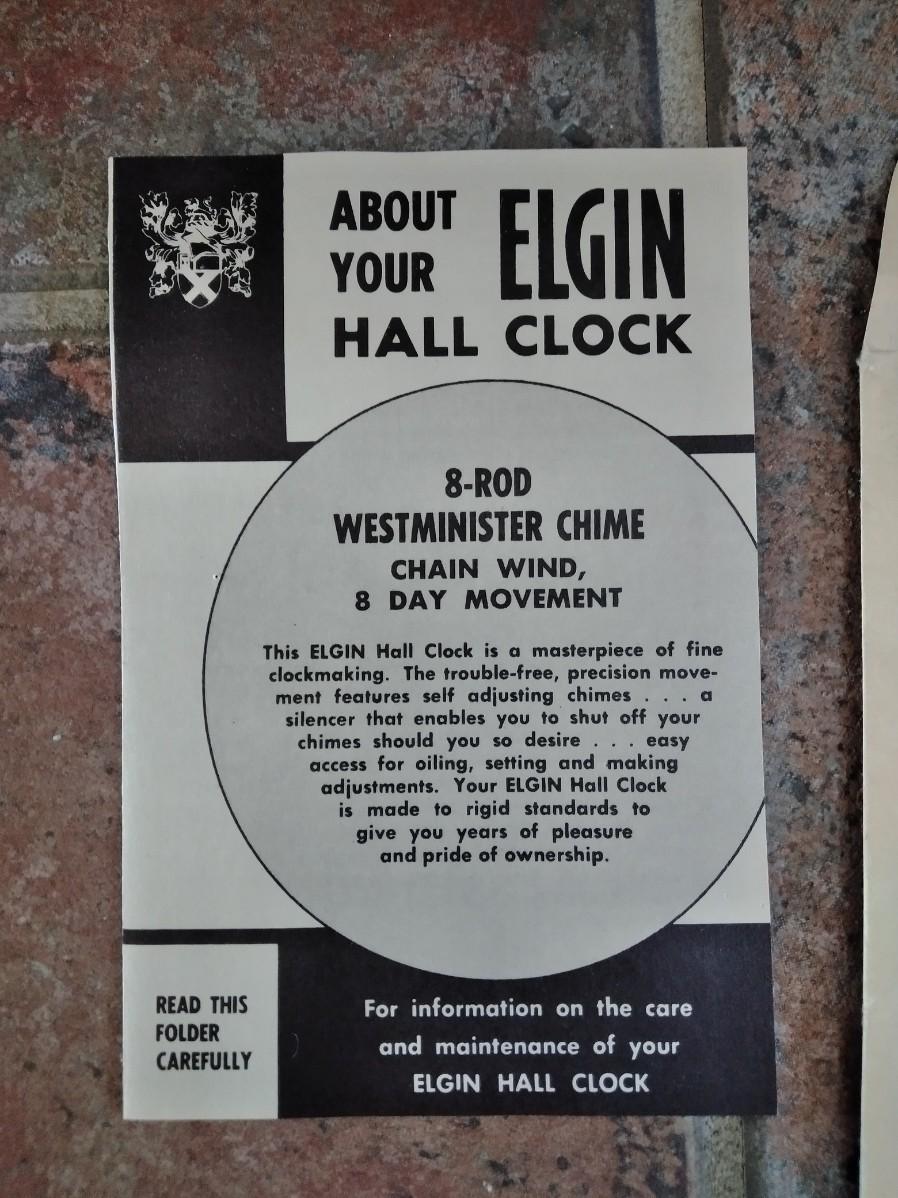 ABOUT
YOUR ELGIN
HALL CLOCK
8-ROD
WESTMINISTER CHIME
CHAIN WIND,
8 DAY MOVEMENT
This ELGIN Hall Clock is a masterpiece of fine
clockmaking. The trouble-free, precision move-
ment features self adjusting chimes . . . a
silencer that enables you to shut off your
chimes should you so desire . . . easy
access for oiling, setting and making
adjustments. Your ELGIN Hall Clock
is made to rigid standards to
give you years of pleasure
and pride of ownership.
READ THIS
FOLDER
CAREFULLY
For information on the care
and maintenance of your
ELGIN HALL CLOCK